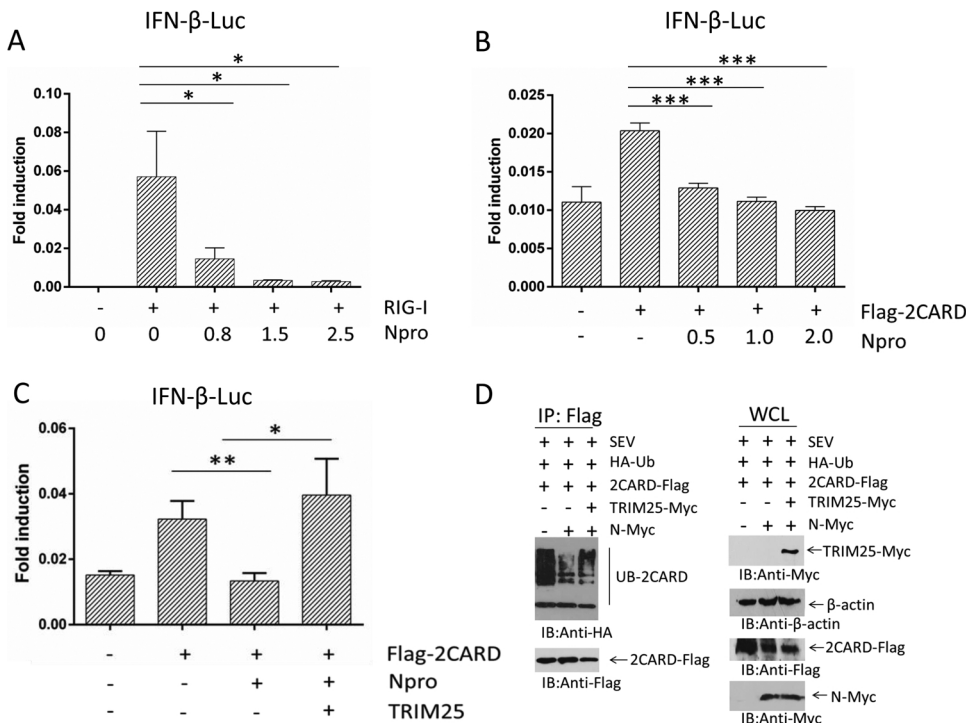 A
IFN-β-Luc
Fold induction
0.10
0.08
0.06
0.04
0.02
0.00
*
*
*
- + + + + RIG-I
0 0 0.8 1.5 2.5 Npro
B
IFN-β-Luc
Fold induction
0.025
0.020
0.015
0.010
0.005
0.000
***
***
***
- + + + + Flag-2CARD
- - 0.5 1.0 2.0 Npro
C
IFN-β-Luc
Fold induction
0.06
0.04
0.02
0.00
*
**
- + + + Flag-2CARD
- - + + Npro
- - - + TRIM25
D
IP: Flag
+ + + SEV
+ + + HA-Ub
+ + + 2CARD-Flag
- - + TRIM25-Myc
- + + N-Myc
UB-2CARD
IB:Anti-HA
←2CARD-Flag
IB:Anti-Flag
WCL
+ + + SEV
+ + + HA-Ub
+ + + 2CARD-Flag
- - + TRIM25-Myc
- + + N-Myc
←TRIM25-Myc
IB:Anti-Myc
←β-actin
IB:Anti-β-actin
←2CARD-Flag
IB:Anti-Flag
←N-Myc
IB:Anti-Myc